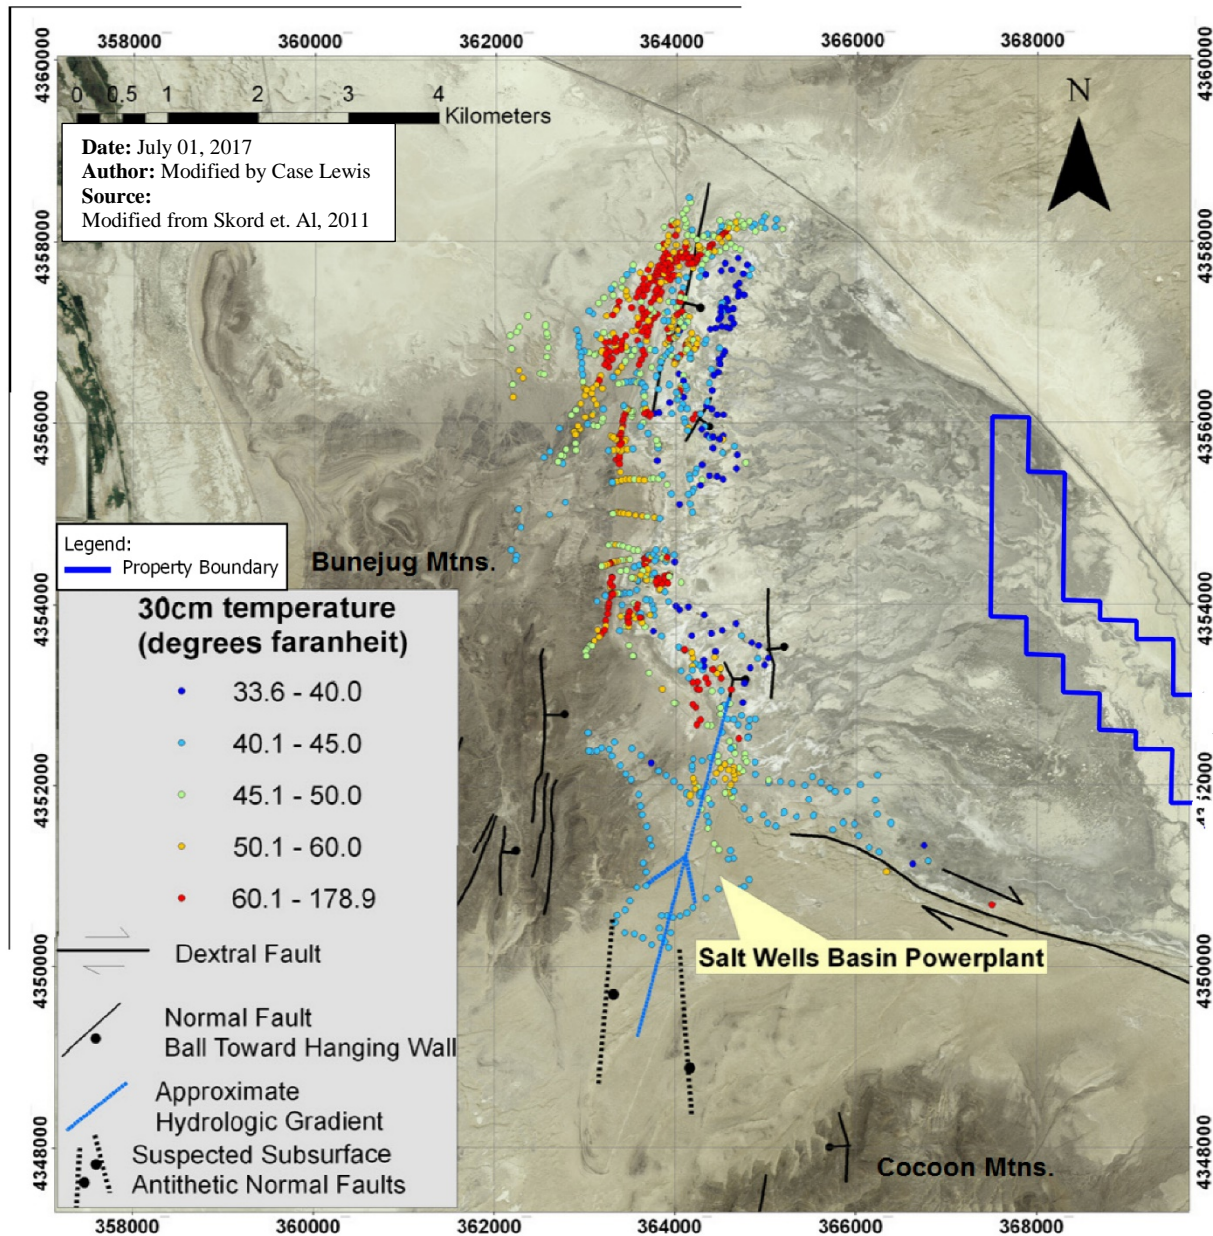 358000 360000 362000 364000 366000 368000
4360000
4360000
0 0.5 1 2 3 4
Kilometers
N
Date: July 01, 2017
Author: Modified by Case Lewis
Source:
Modified from Skord et. Al, 2011
4358000
4358000
4356000
4356000
Legend:
Property Boundary
Bunejug Mtns.
4354000
4354000
30cm temperature
(degrees faranheit)
33.6 - 40.0
40.1 - 45.0
45.1 - 50.0
50.1 - 60.0
60.1 - 178.9
4352000
4352000
Dextral Fault
Salt Wells Basin Powerplant
4350000
4350000
Normal Fault
Ball Toward Hanging Wall
Approximate
Hydrologic Gradient
Suspected Subsurface
Antithetic Normal Faults
4348000
4348000
Cocoon Mtns.
358000 360000 362000 364000 366000 368000